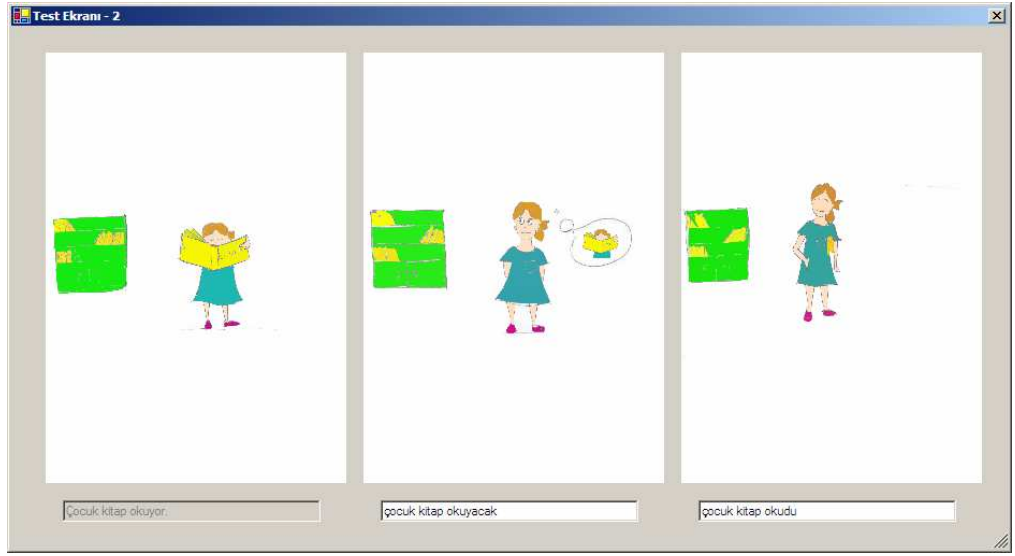 Test Ekranı - 2
Çocuk kitap okuyor.
çocuk kitap okuyacak
çocuk kitap okudu